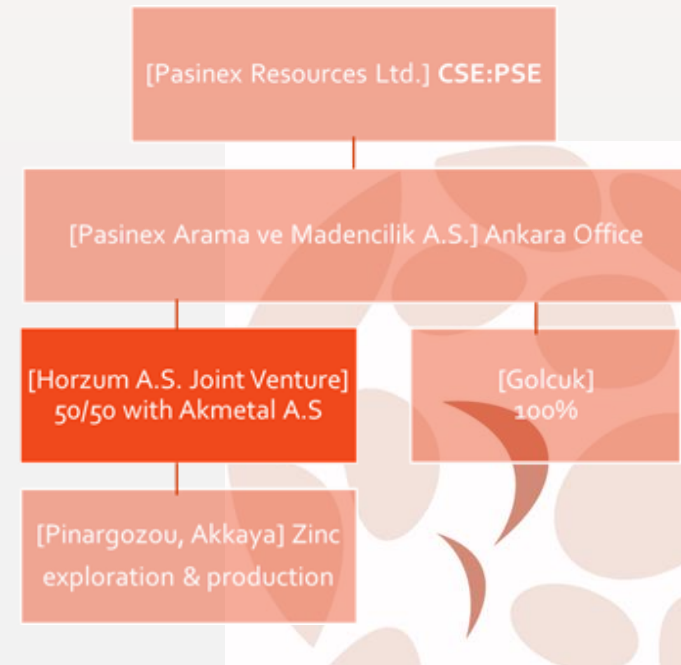 [Pasinex Resources Ltd.] CSE:PSE
[Pasinex Arama ve Madencilik A.S.] Ankara Office
[Horzum A.S. Joint Venture]
50/50 with Akmetal A.S
[Golcuk]
100%
[Pinargozou, Akkaya] Zinc
exploration & production